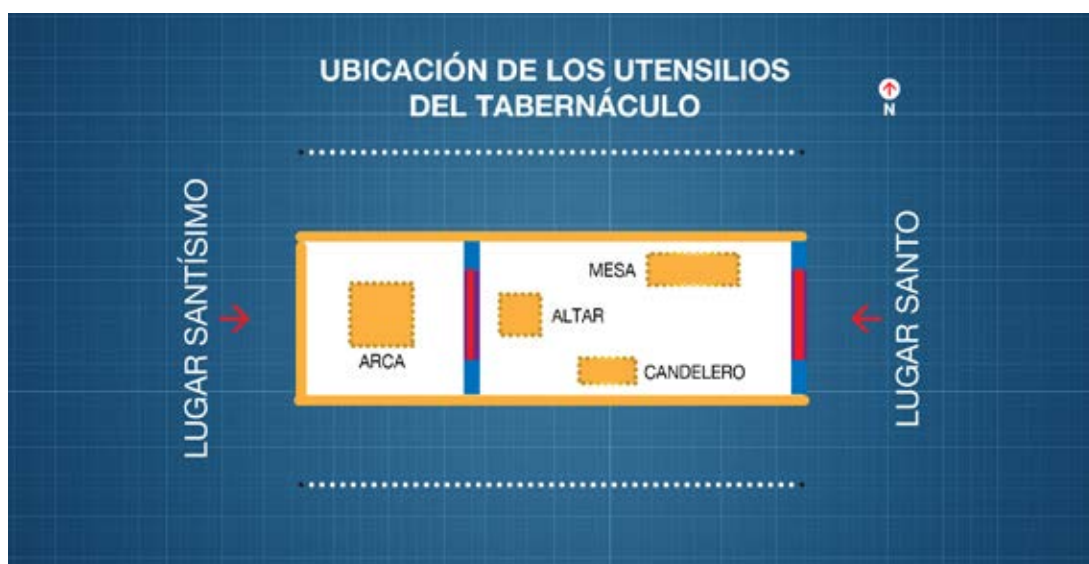 UBICACIÓN DE LOS UTENSILIOS
DEL TABERNÁCULO
N
LUGAR SANTÍSIMO
MESA
ALTAR
ARCA
CANDELERO
LUGAR SANTO